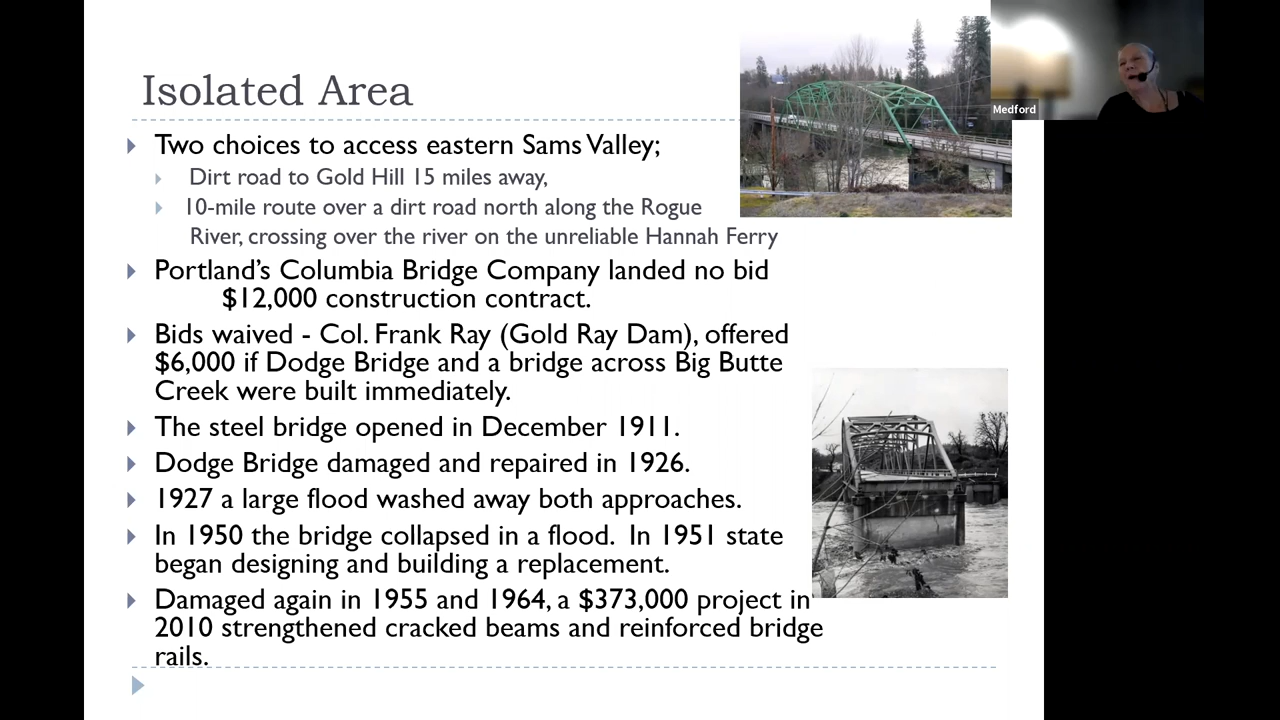 Isolated Area
Two choices to access eastern Sams Valley;
Dirt road to Gold Hill 15 miles away,
10-mile route over a dirt road north along the Rogue
River, crossing over the river on the unreliable Hannah Ferry
Portland's Columbia Bridge Company landed no bid
$12,000 construction contract.
Bids waived - Col. Frank Ray (Gold Ray Dam), offered
$6,000 if Dodge Bridge and a bridge across Big Butte
Creek were built immediately.
The steel bridge opened in December 1911.
Dodge Bridge damaged and repaired in 1926.
1927 a large flood washed away both approaches.
In 1950 the bridge collapsed in a flood.  In 1951 state
began designing and building a replacement.
Damaged again in 1955 and 1964, a $373,000 project in
2010 strengthened cracked beams and reinforced bridge
rails.
Medford